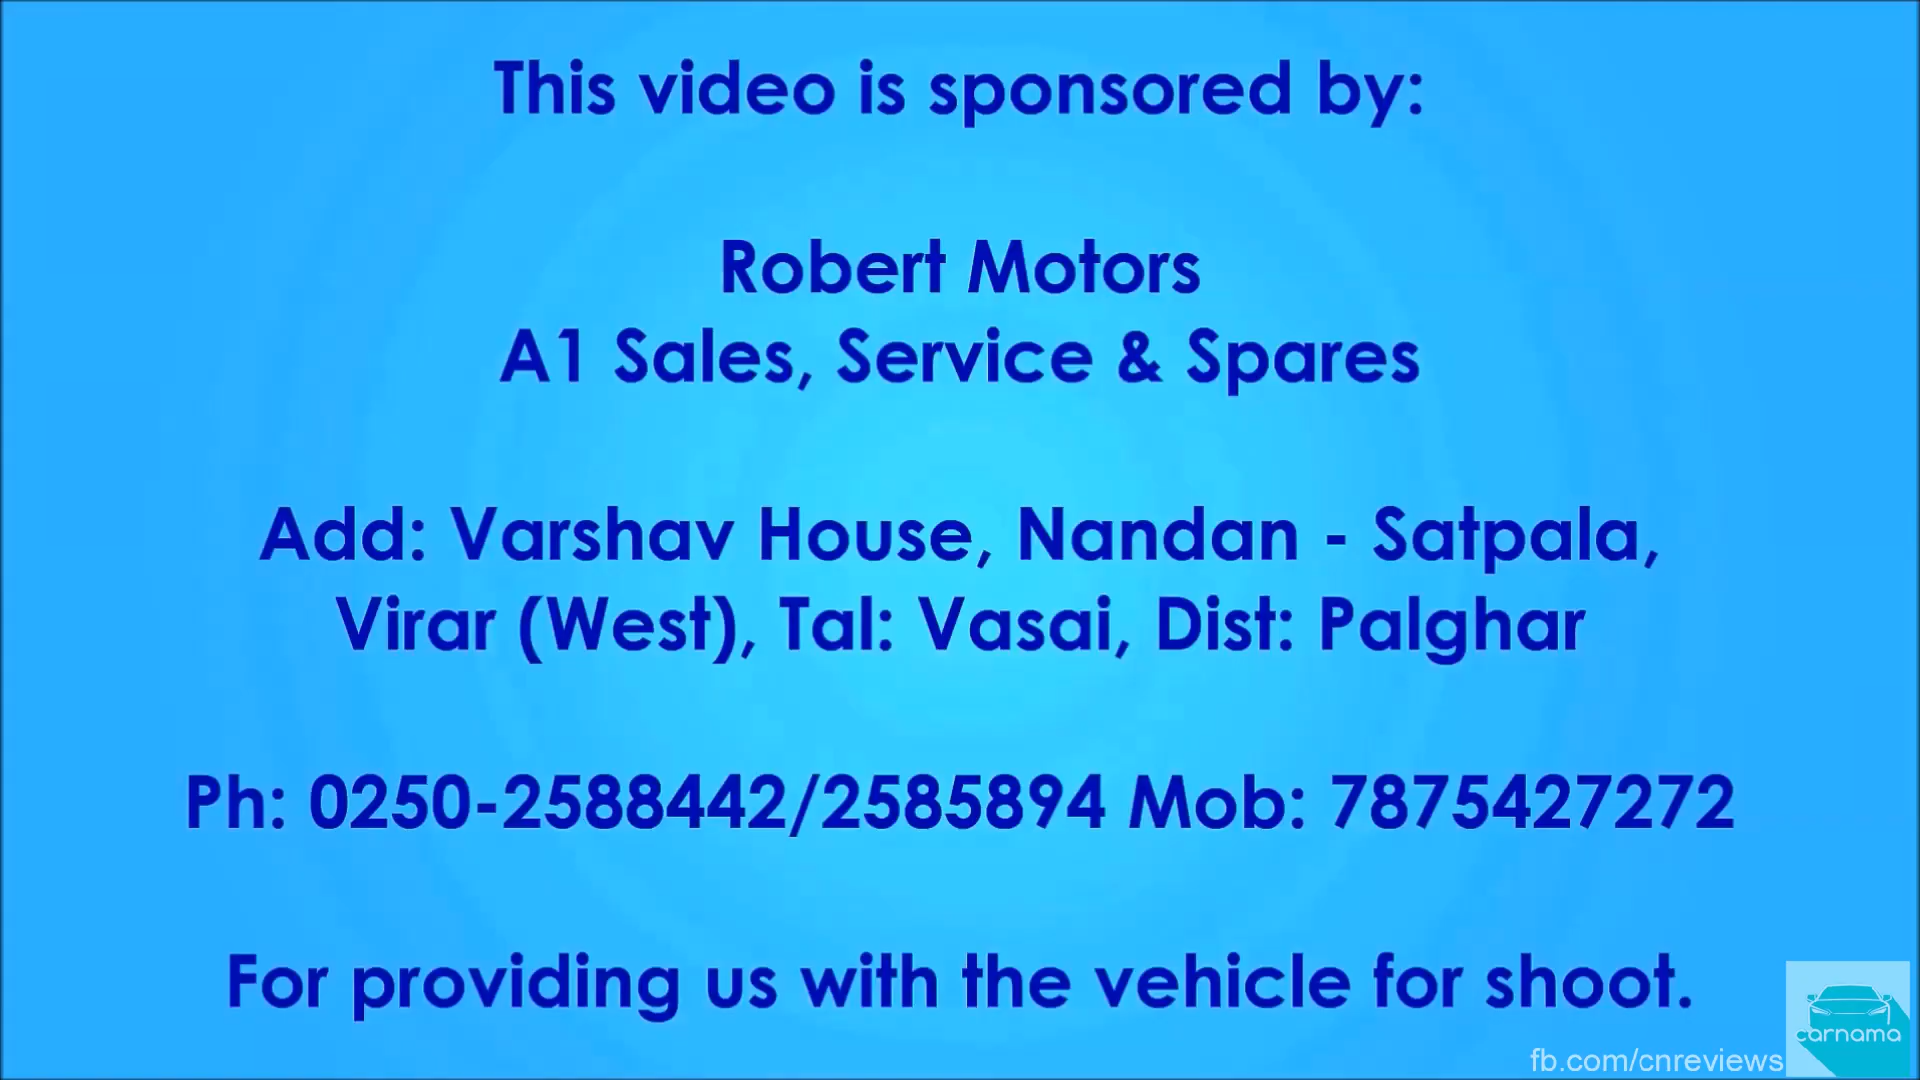 This video is sponsored by:
Robert Motors
A1 Sales, Service & Spares
Add: Varshav House, Nandan - Satpala,
Virar (West), Tal: Vasai, Dist: Palghar
Ph: 0250-2588442/2585894 Mob: 7875427272
For providing us with the vehicle for shoot.
carnama
fb.com/cnreviews